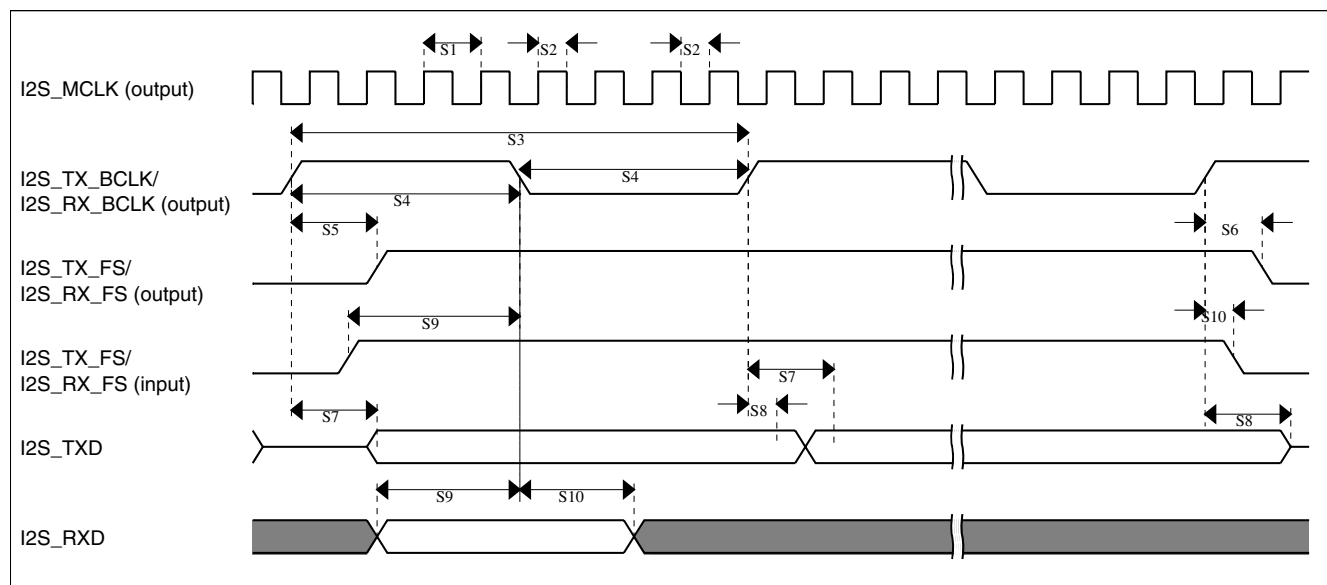 S1 S2 S2
I2S_MCLK (output)
S3
I2S_TX_BCLK/
I2S_RX_BCLK (output)
S4
S4
S5
S6
I2S_TX_FS/
I2S_RX_FS (output)
S9
S10
I2S_TX_FS/
I2S_RX_FS (input)
S7
S7
S8
S8
I2S_TXD
S9
S10
I2S_RXD